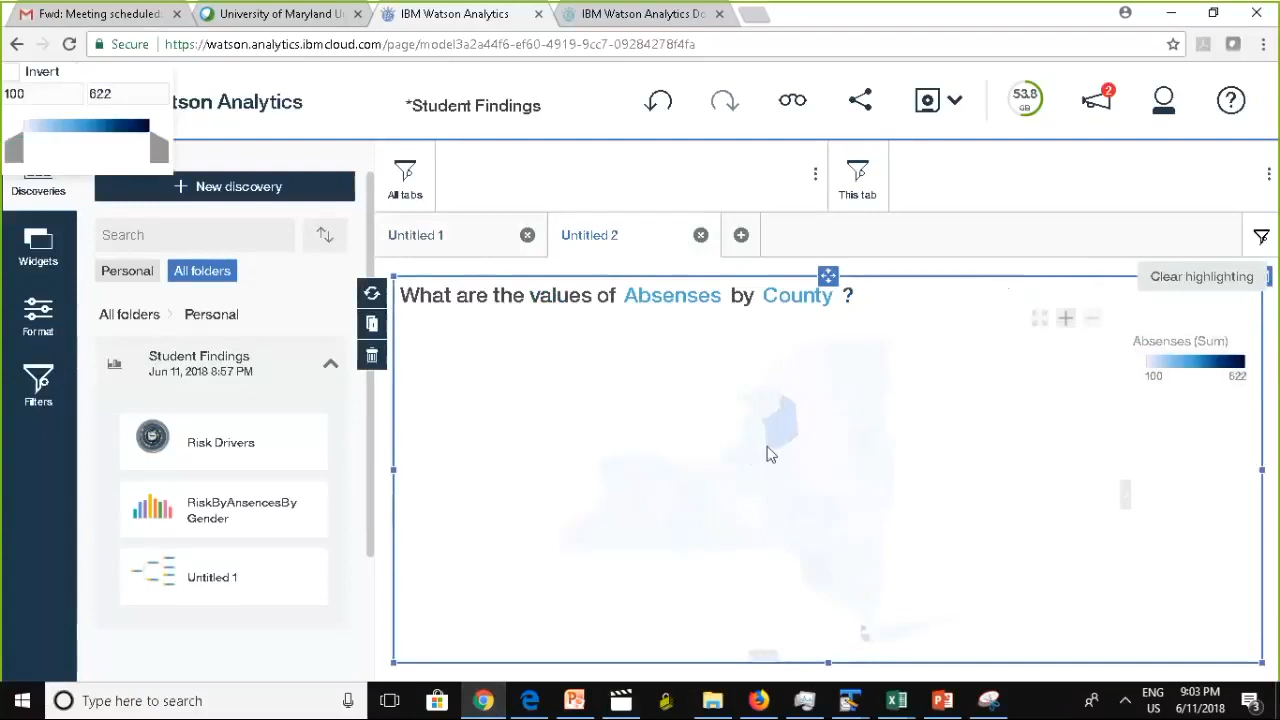 Fwd: Meeting scheduled:
University of Maryland U
IBM Watson Analytics
IBM Watson Analytics Do
Secure
https://watson.analytics.ibmcloud.com/page/model3a2a44f6-ef60-4919-9cc7-09284278f4fa
Invert
100
622
tson Analytics
*Student Findings
53.8
GB
2
Discoveries
New discovery
All tabs
This tab
Search
Untitled 1
Untitled 2
Widgets
Personal
All folders
Clear highlighting
What are the values of Absenses by County ?
All folders
Personal
Format
Absenses (Sum)
100
622
Student Findings
Jun 11, 2018 8:57 PM
Filters
Risk Drivers
RiskByAnsencesBy
Gender
Untitled 1
Type here to search
ENG
US
9:03 PM
6/11/2018
3